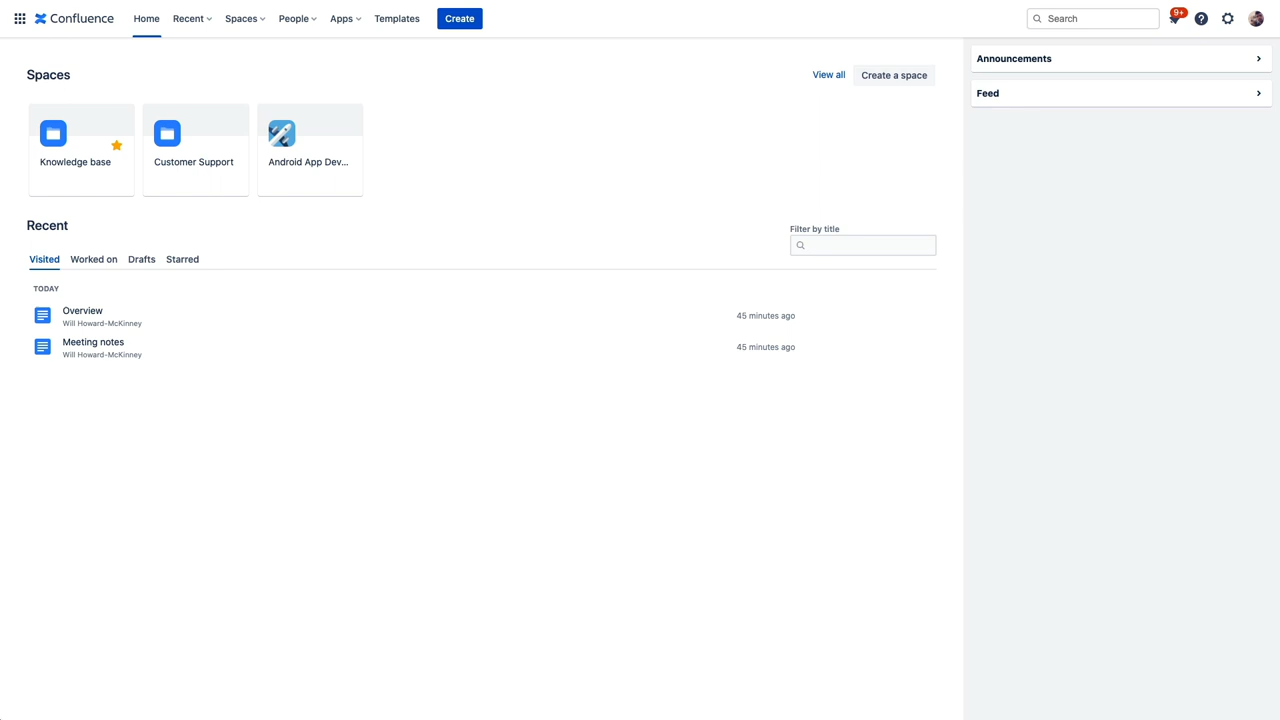 Confluence Home Recent Spaces People Apps Templates Create Search 9+
Spaces View all Create a space
Knowledge base Customer Support Android App Dev...
Recent
Filter by title
Visited Worked on Drafts Starred
TODAY
Overview
Will Howard-McKinney 45 minutes ago
Meeting notes
Will Howard-McKinney 45 minutes ago
Announcements
Feed